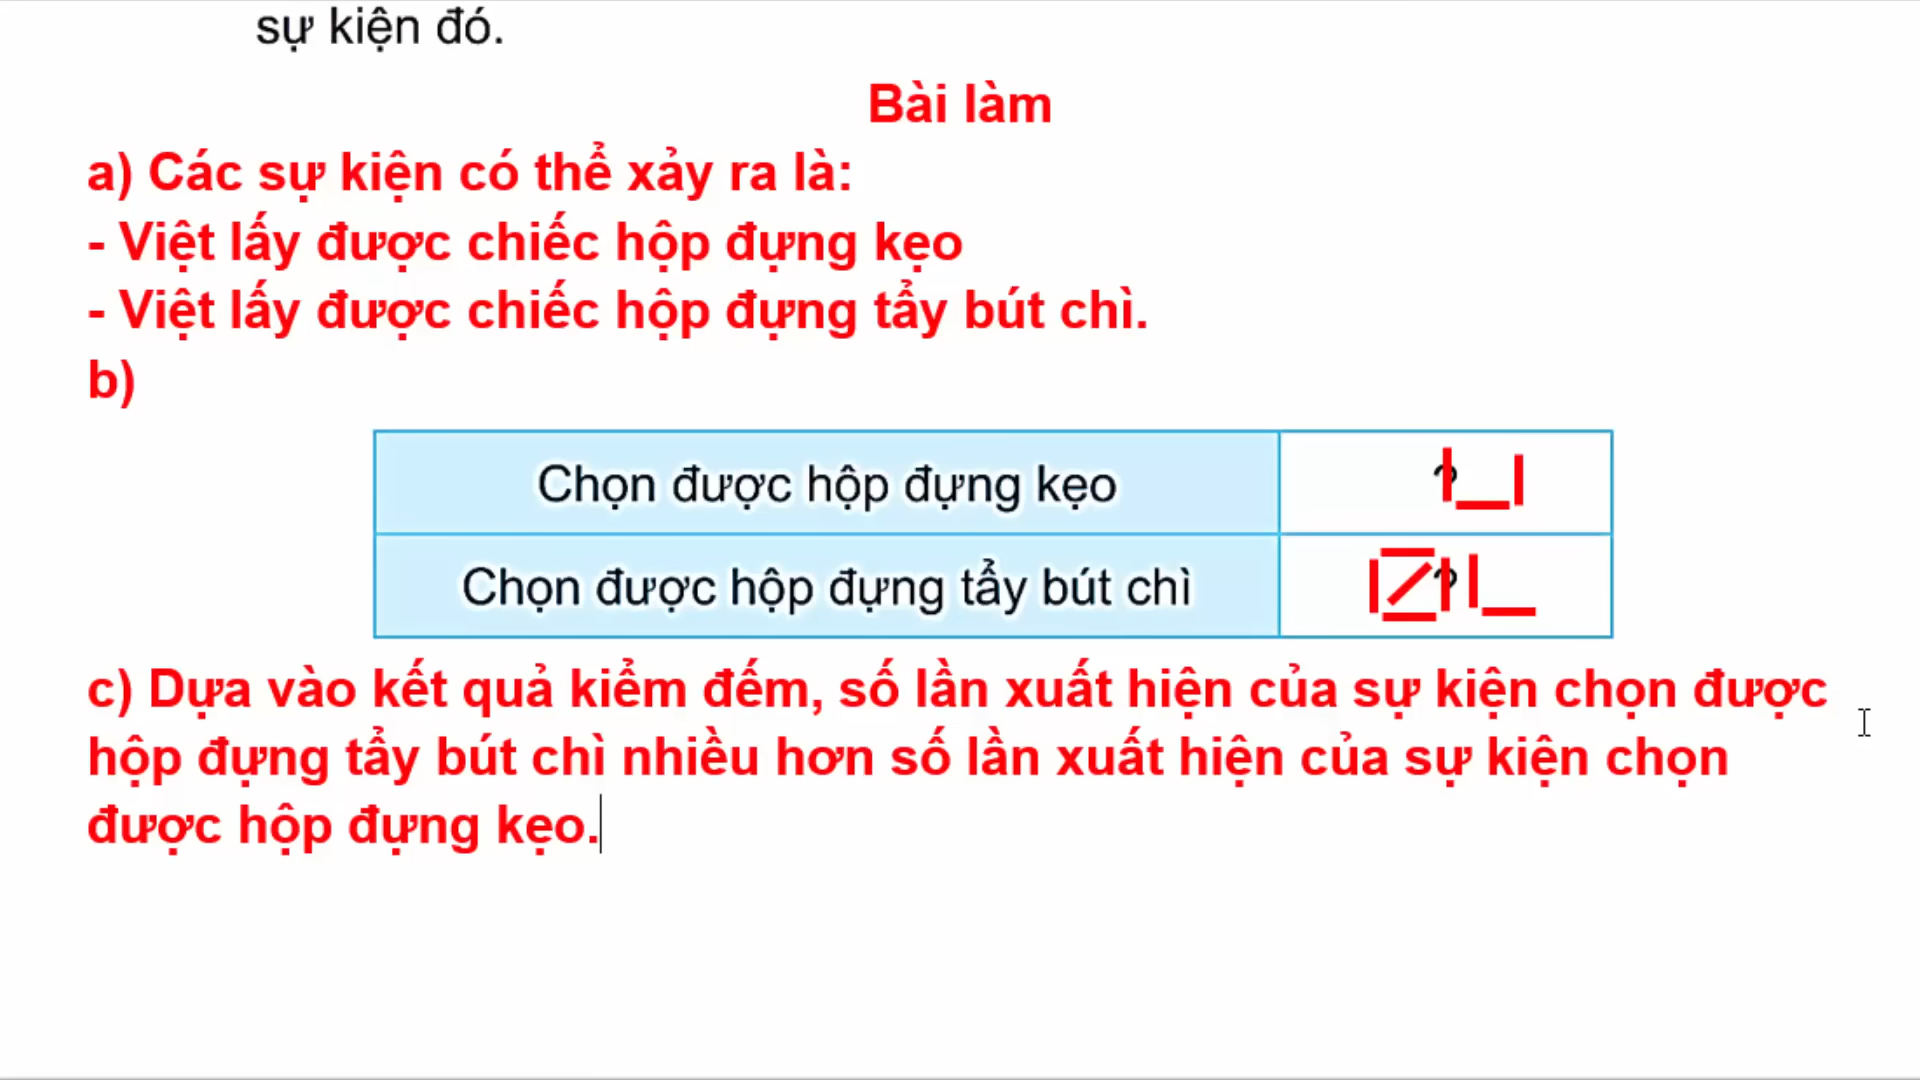 sự kiện đó.
Bài làm
a) Các sự kiện có thể xảy ra là:
- Việt lấy được chiếc hộp đựng kẹo
- Việt lấy được chiếc hộp đựng tẩy bút chì.
b)
Chọn được hộp đựng kẹo ?
Chọn được hộp đựng tẩy bút chì ?
c) Dựa vào kết quả kiểm đếm, số lần xuất hiện của sự kiện chọn được
hộp đựng tẩy bút chì nhiều hơn số lần xuất hiện của sự kiện chọn
được hộp đựng kẹo.